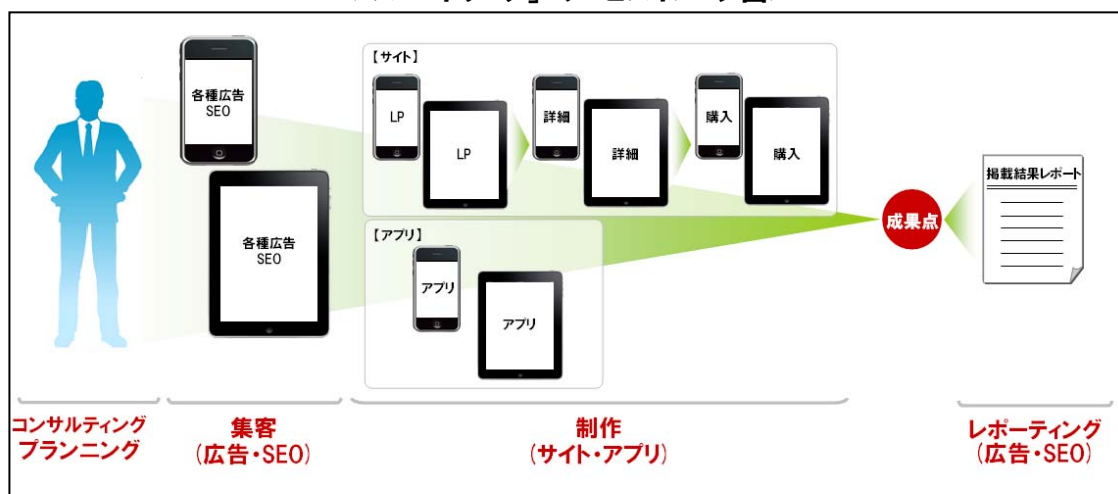 【サイト】
各種広告
SEO
LP
LP
詳細
詳細
購入
購入
各種広告
SEO
【アプリ】
アプリ
アプリ
成果点
掲載結果レポート
コンサルティング
プランニング
集客
(広告・SEO)
制作
(サイト・アプリ)
レポーティング
(広告・SEO)